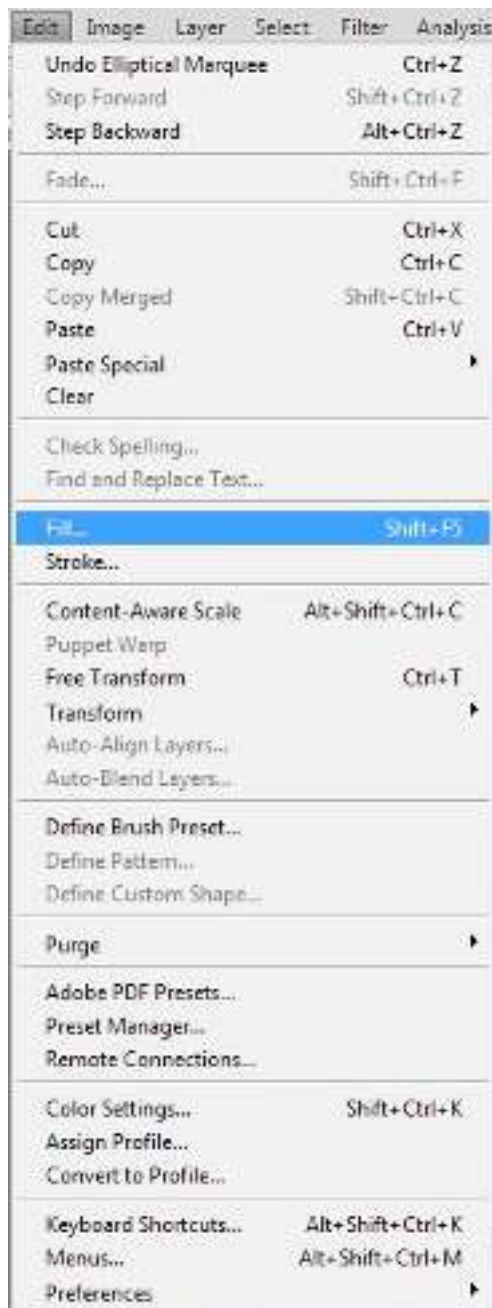 Edit Image Layer Select Filter Analysis
Undo Elliptical Marquee Ctrl+Z
Step Forward Shift+Ctrl+Z
Step Backward Alt+Ctrl+Z
Fade... Shift+Ctrl+F
Cut Ctrl+X
Copy Ctrl+C
Copy Merged Shift+Ctrl+C
Paste Ctrl+V
Paste Special
Clear
Check Spelling...
Find and Replace Text...
Fill... Shift+F5
Stroke...
Content-Aware Scale Alt+Shift+Ctrl+C
Puppet Warp
Free Transform Ctrl+T
Transform
Auto-Align Layers...
Auto-Blend Layers...
Define Brush Preset...
Define Pattern...
Define Custom Shape...
Purge
Adobe PDF Presets...
Preset Manager...
Remote Connections...
Color Settings... Shift+Ctrl+K
Assign Profile...
Convert to Profile...
Keyboard Shortcuts... Alt+Shift+Ctrl+K
Menus... Alt+Shift+Ctrl+M
Preferences